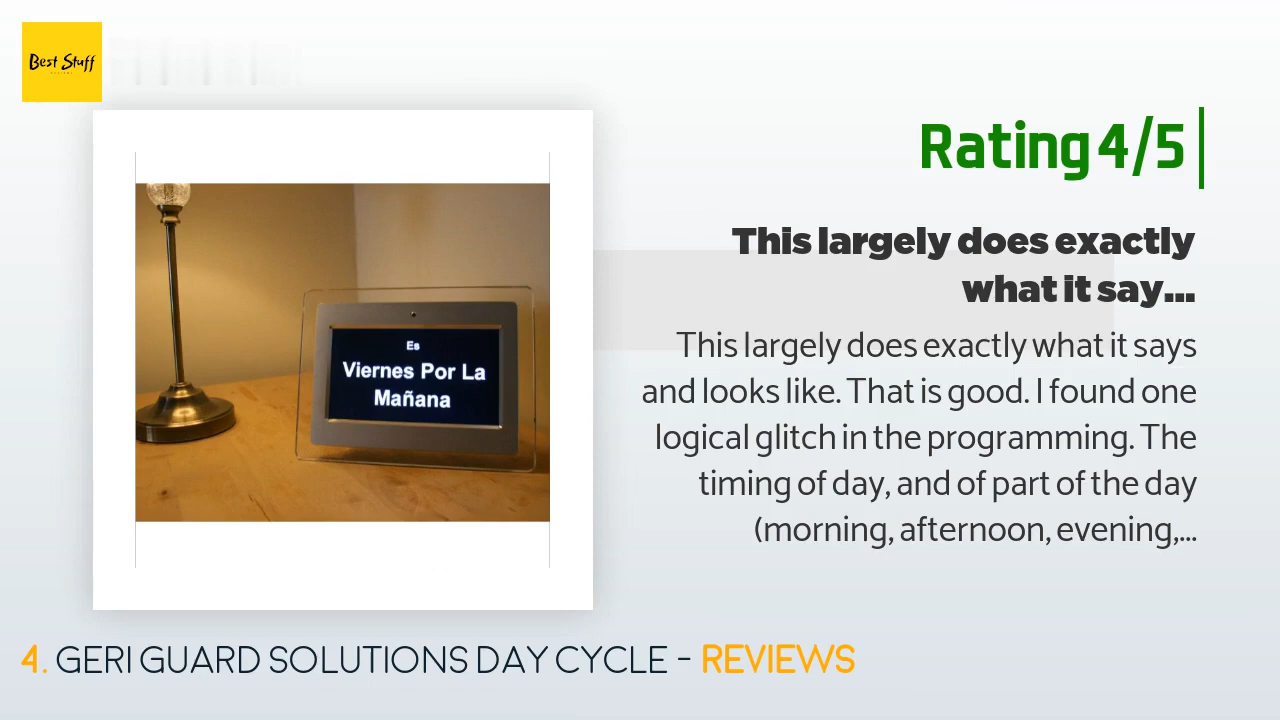 Best Stuff
Rating 4/5
This largely does exactly
what it say...
This largely does exactly what it says
and looks like. That is good. I found one
logical glitch in the programming. The
timing of day, and of part of the day
(morning, afternoon, evening,...
Es
Viernes Por La
Mañana
4. GERI GUARD SOLUTIONS DAY CYCLE - REVIEWS